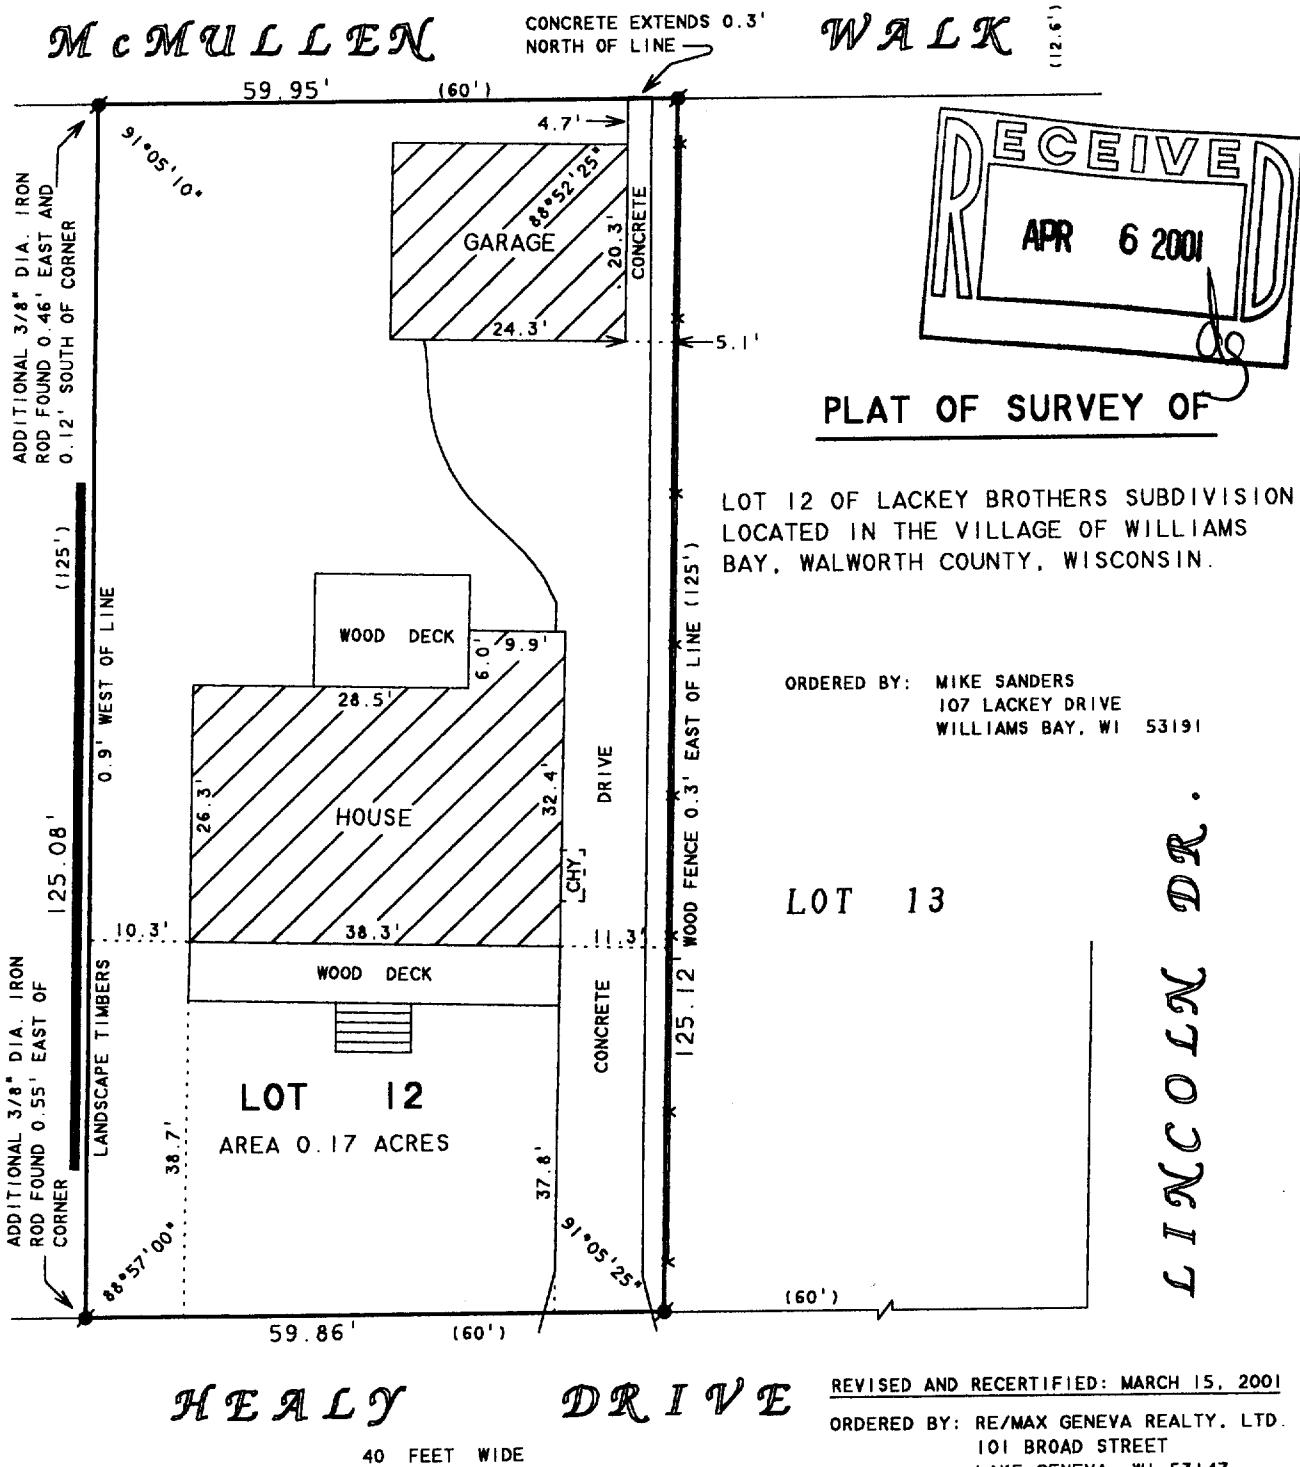 McMULLEN WALK
CONCRETE EXTENDS 0.3'
NORTH OF LINE
(12.6')
59.95' (60')
91°05'10"
4.7'
88°52'25"
GARAGE
20.3'
CONCRETE
24.3'
5.1'
ADDITIONAL 3/8" DIA. IRON
ROD FOUND 0.46' EAST AND
0.12' SOUTH OF CORNER
RECEIVED
APR 6 2001
PLAT OF SURVEY OF
LOT 12 OF LACKEY BROTHERS SUBDIVISION
LOCATED IN THE VILLAGE OF WILLIAMS
BAY, WALWORTH COUNTY, WISCONSIN.
ORDERED BY: MIKE SANDERS
107 LACKEY DRIVE
WILLIAMS BAY, WI 53191
(125')
125.08'
LANDSCAPE TIMBERS 0.9' WEST OF LINE
WOOD DECK
9.9'
6.0'
28.5'
26.3'
HOUSE
32.4'
CHY
38.3'
10.3'
11.3'
CONCRETE DRIVE
125.12' WOOD FENCE 0.3' EAST OF LINE (125')
LOT 13
LINCOLN DR.
WOOD DECK
LOT 12
AREA 0.17 ACRES
38.7'
37.8'
ADDITIONAL 3/8" DIA. IRON
ROD FOUND 0.55' EAST OF
CORNER
88°57'00"
91°05'25"
59.86' (60')
(60')
HEALY DRIVE
40 FEET WIDE
REVISED AND RECERTIFIED: MARCH 15, 2001
ORDERED BY: RE/MAX GENEVA REALTY, LTD.
101 BROAD STREET
LAKE GENEVA, WI 53147